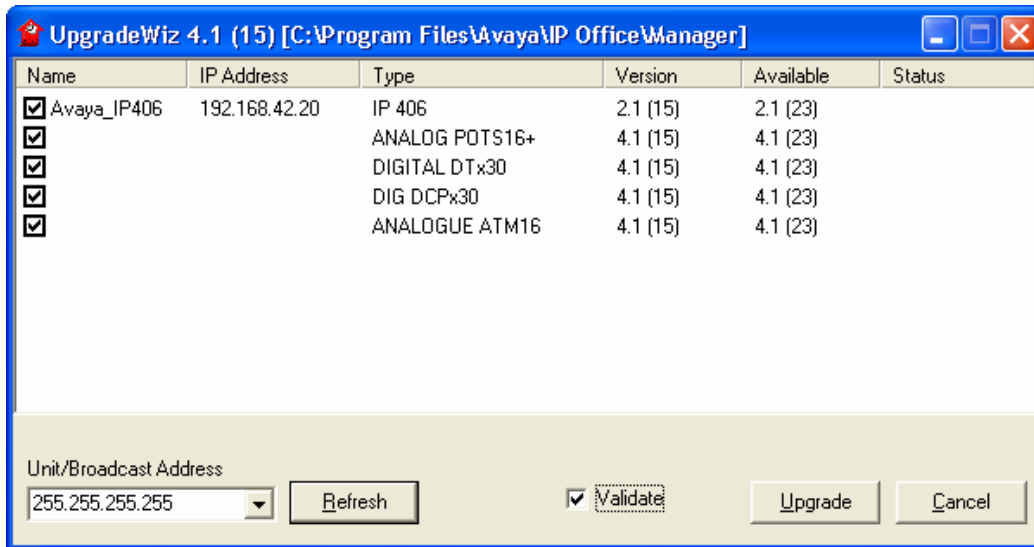 UpgradeWiz 4.1 (15) [C:\Program Files\Avaya\IP Office\Manager]
Name IP Address Type Version Available Status
Avaya_IP406 192.168.42.20 IP 406 2.1 (15) 2.1 (23)
ANALOG POTS16+ 4.1 (15) 4.1 (23)
DIGITAL DTx30 4.1 (15) 4.1 (23)
DIG DCPx30 4.1 (15) 4.1 (23)
ANALOGUE ATM16 4.1 (15) 4.1 (23)
Unit/Broadcast Address
255.255.255.255 Refresh Validate Upgrade Cancel